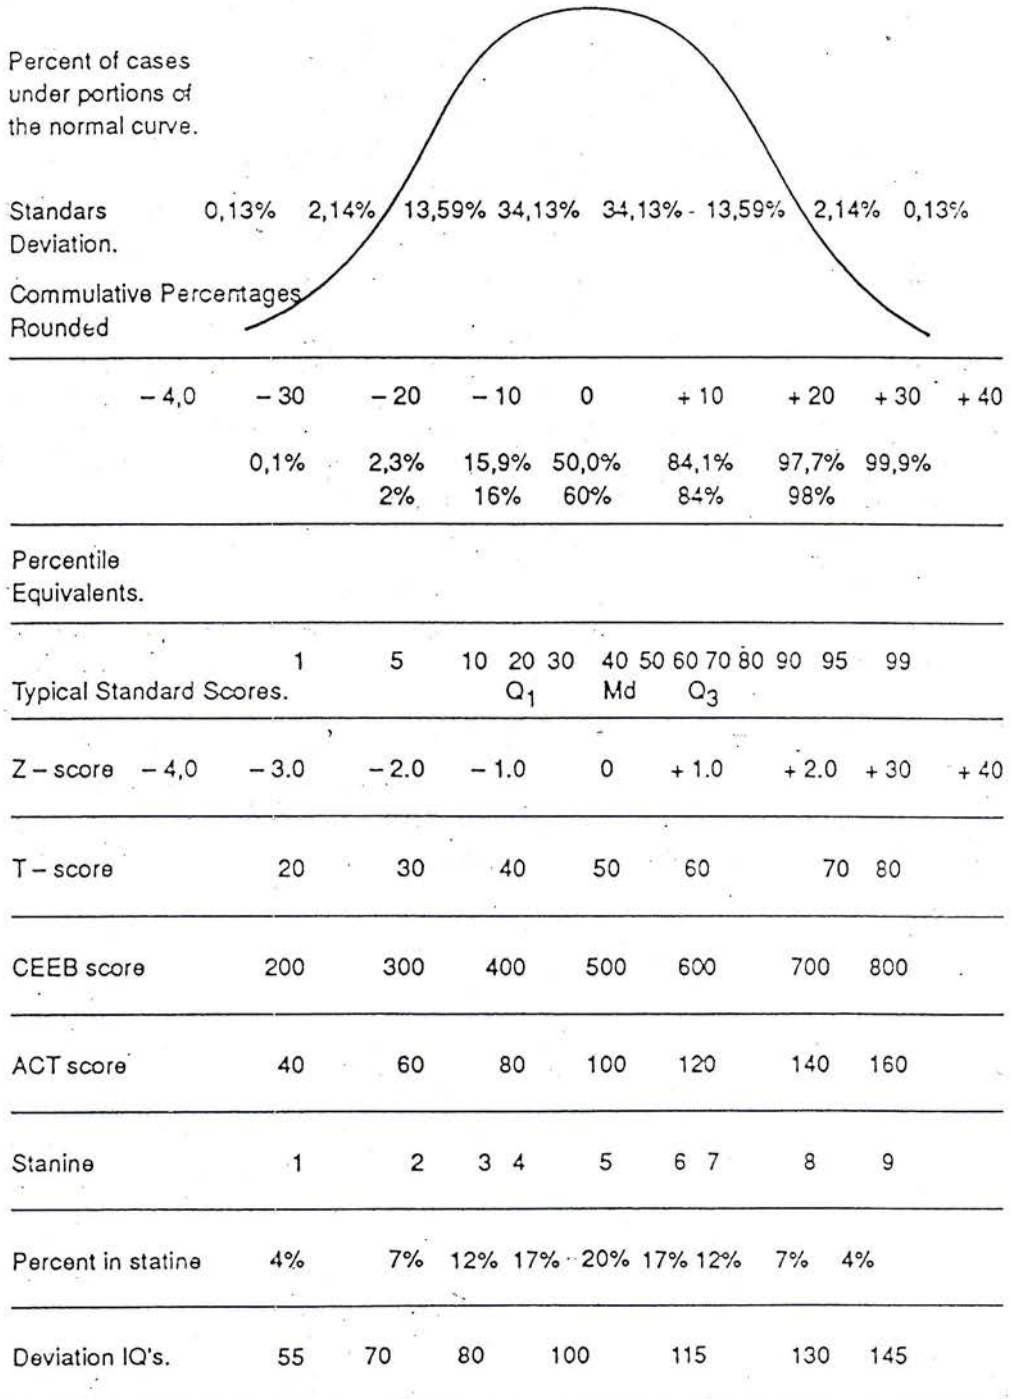 Percent of cases
under portions of
the normal curve.
Standars 0,13% 2,14% 13,59% 34,13% 34,13% - 13,59% 2,14% 0,13%
Deviation.
Commulative Percentages
Rounded
– 4,0 – 30 – 20 – 10 0 + 10 + 20 + 30 + 40
0,1% 2,3% 15,9% 50,0% 84,1% 97,7% 99,9%
2% 16% 60% 84% 98%
Percentile
Equivalents.
1 5 10 20 30 40 50 60 70 80 90 95 99
Typical Standard Scores. Q1 Md Q3
Z – score – 4,0 – 3.0 – 2.0 – 1.0 0 + 1.0 + 2.0 + 30 + 40
T – score 20 30 40 50 60 70 80
CEEB score 200 300 400 500 600 700 800
ACT score 40 60 80 100 120 140 160
Stanine 1 2 3 4 5 6 7 8 9
Percent in statine 4% 7% 12% 17% 20% 17% 12% 7% 4%
Deviation IQ's. 55 70 80 100 115 130 145